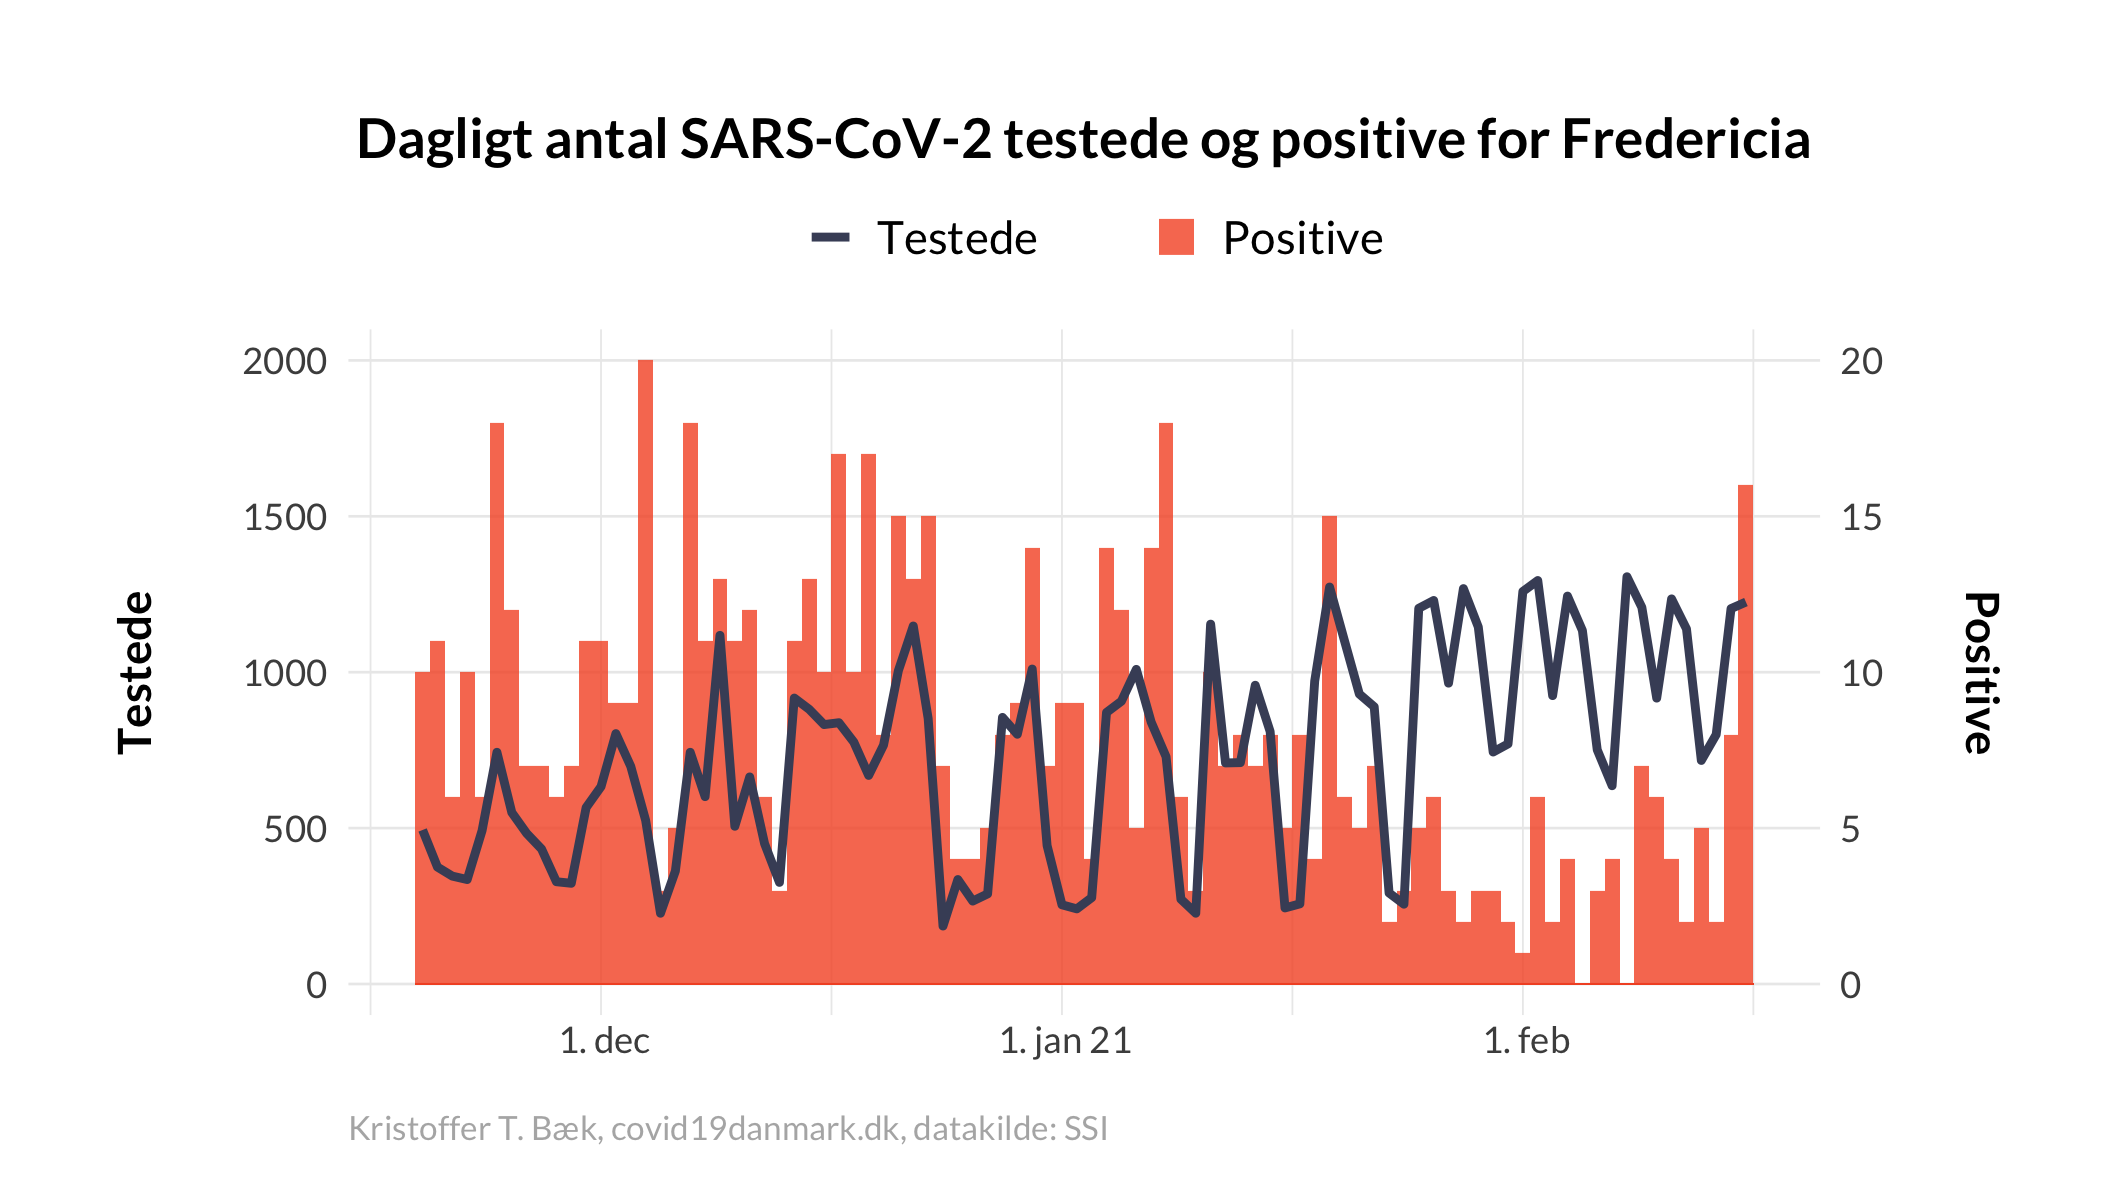 Dagligt antal SARS-CoV-2 testede og positive for Fredericia
Testede
Positive
2000
1500
1000
500
0
20
15
10
5
0
Testede
Positive
1. dec
1. jan 21
1. feb
Kristoffer T. Bæk, covid19danmark.dk, datakilde: SSI